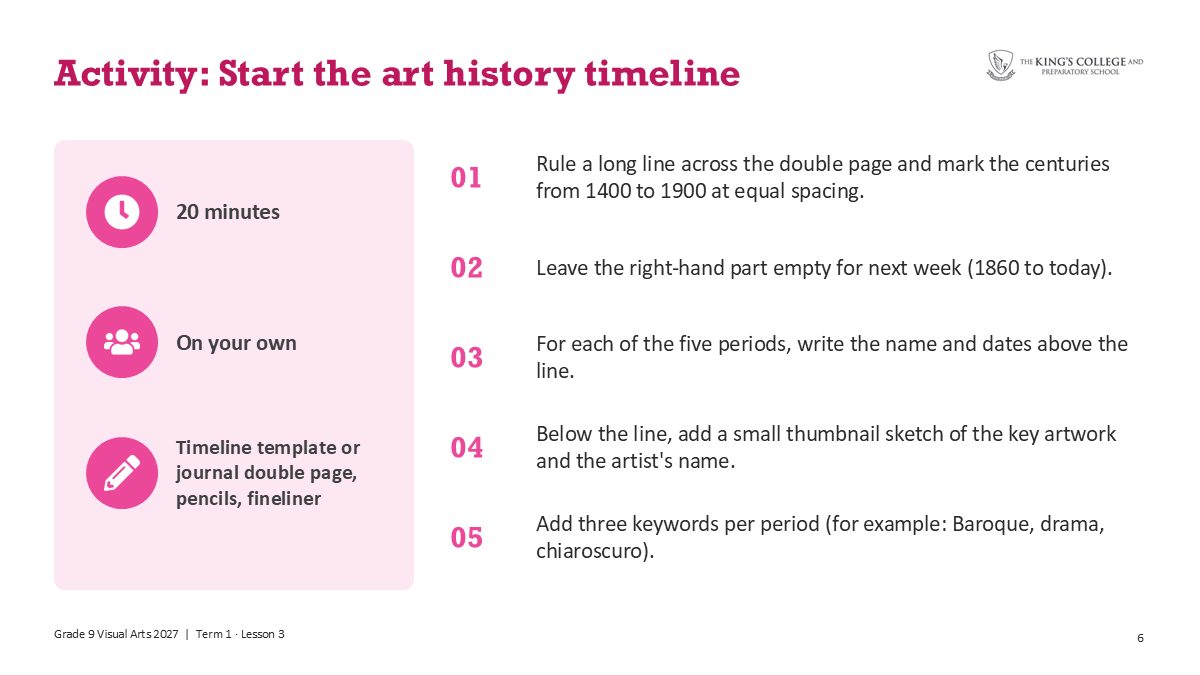 Activity: Start the art history timeline
THE KING'S COLLEGE AND
PREPARATORY SCHOOL
20 minutes
On your own
Timeline template or
journal double page,
pencils, fineliner
01
Rule a long line across the double page and mark the centuries
from 1400 to 1900 at equal spacing.
02
Leave the right-hand part empty for next week (1860 to today).
03
For each of the five periods, write the name and dates above the
line.
04
Below the line, add a small thumbnail sketch of the key artwork
and the artist's name.
05
Add three keywords per period (for example: Baroque, drama,
chiaroscuro).
Grade 9 Visual Arts 2027 | Term 1 · Lesson 3
6